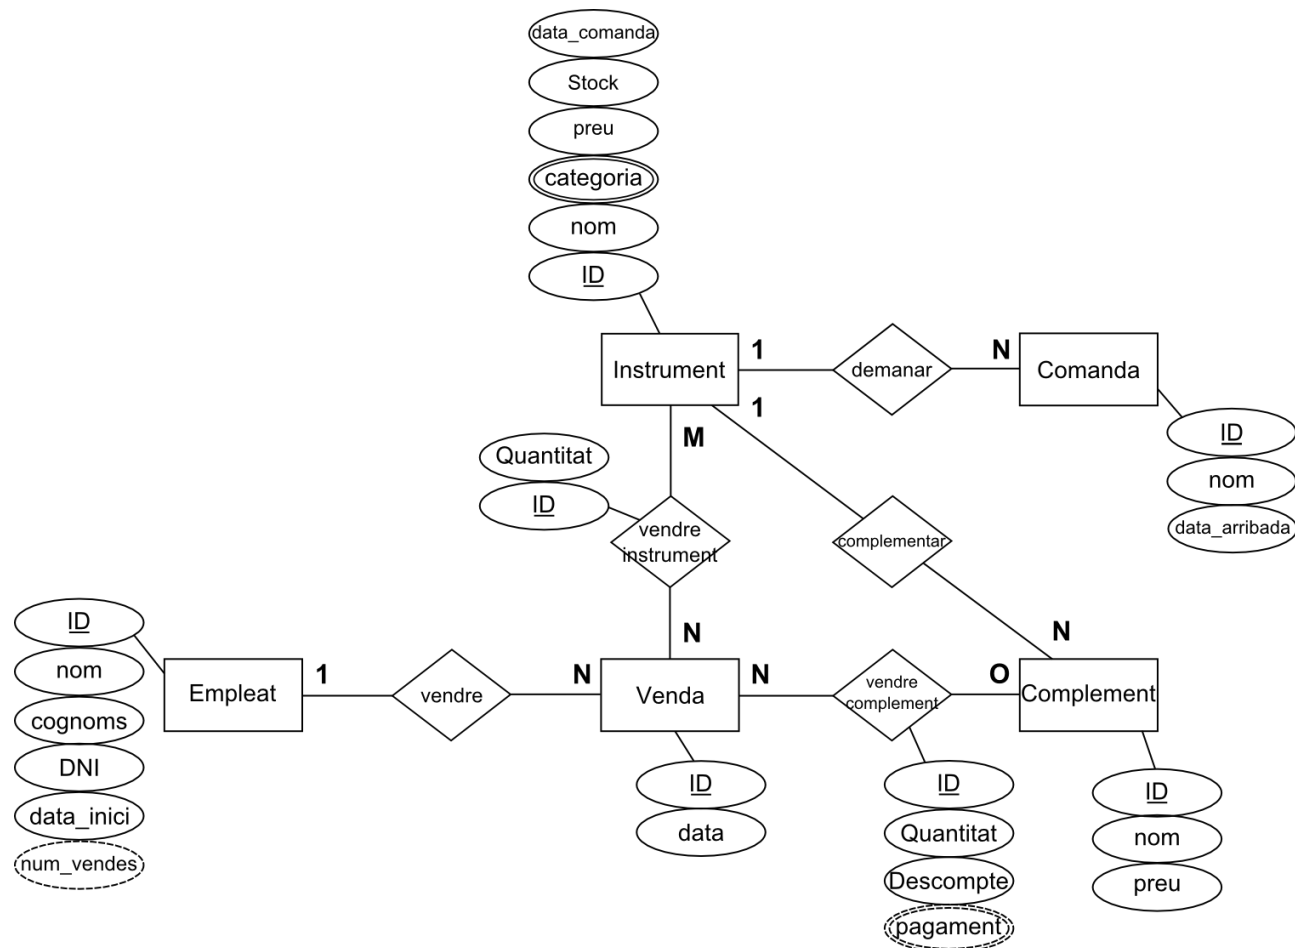 data_comanda
Stock
preu
categoria
nom
ID
Instrument
1
demanar
N
Comanda
1
M
ID
nom
data_arribada
Quantitat
ID
vendre
instrument
complementar
N
N
ID
nom
cognoms
DNI
data_inici
num_vendes
Empleat
1
vendre
N
Venda
N
vendre
complement
O
Complement
ID
data
ID
Quantitat
Descompte
pagament
ID
nom
preu